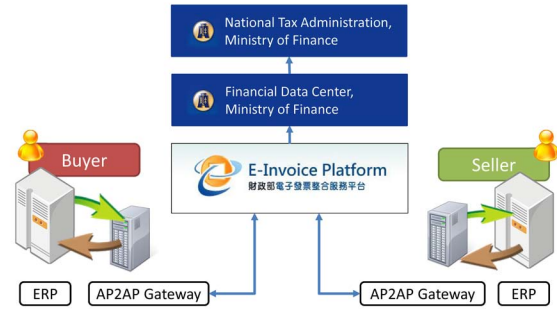 National Tax Administration,
Ministry of Finance
Financial Data Center,
Ministry of Finance
Buyer
E-Invoice Platform
財政部電子發票整合服務平台
Seller
ERP
AP2AP Gateway
AP2AP Gateway
ERP